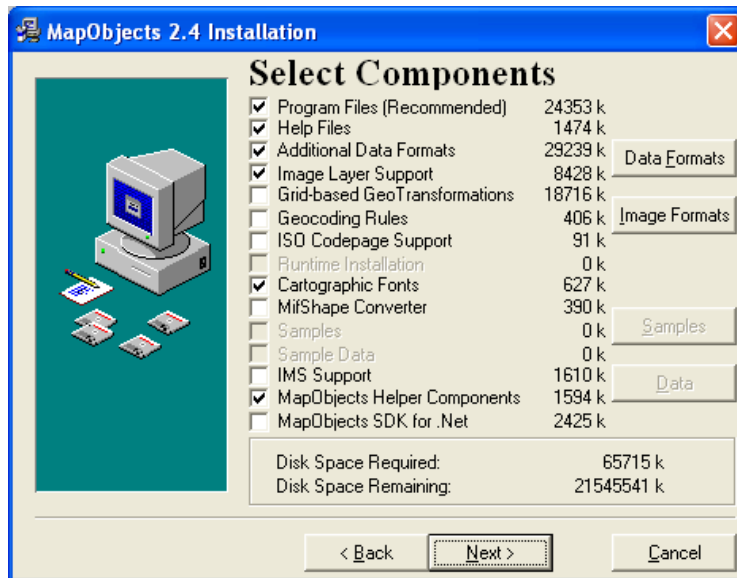 MapObjects 2.4 Installation
Select Components
Program Files (Recommended) 24353 k
Help Files 1474 k
Additional Data Formats 29239 k
Data Formats
Image Layer Support 8428 k
Grid-based GeoTransformations 18716 k
Geocoding Rules 406 k
Image Formats
ISO Codepage Support 91 k
Runtime Installation 0 k
Cartographic Fonts 627 k
MifShape Converter 390 k
Samples 0 k
Samples
Sample Data 0 k
IMS Support 1610 k
Data
MapObjects Helper Components 1594 k
MapObjects SDK for .Net 2425 k
Disk Space Required: 65715 k
Disk Space Remaining: 21545541 k
< Back Next > Cancel